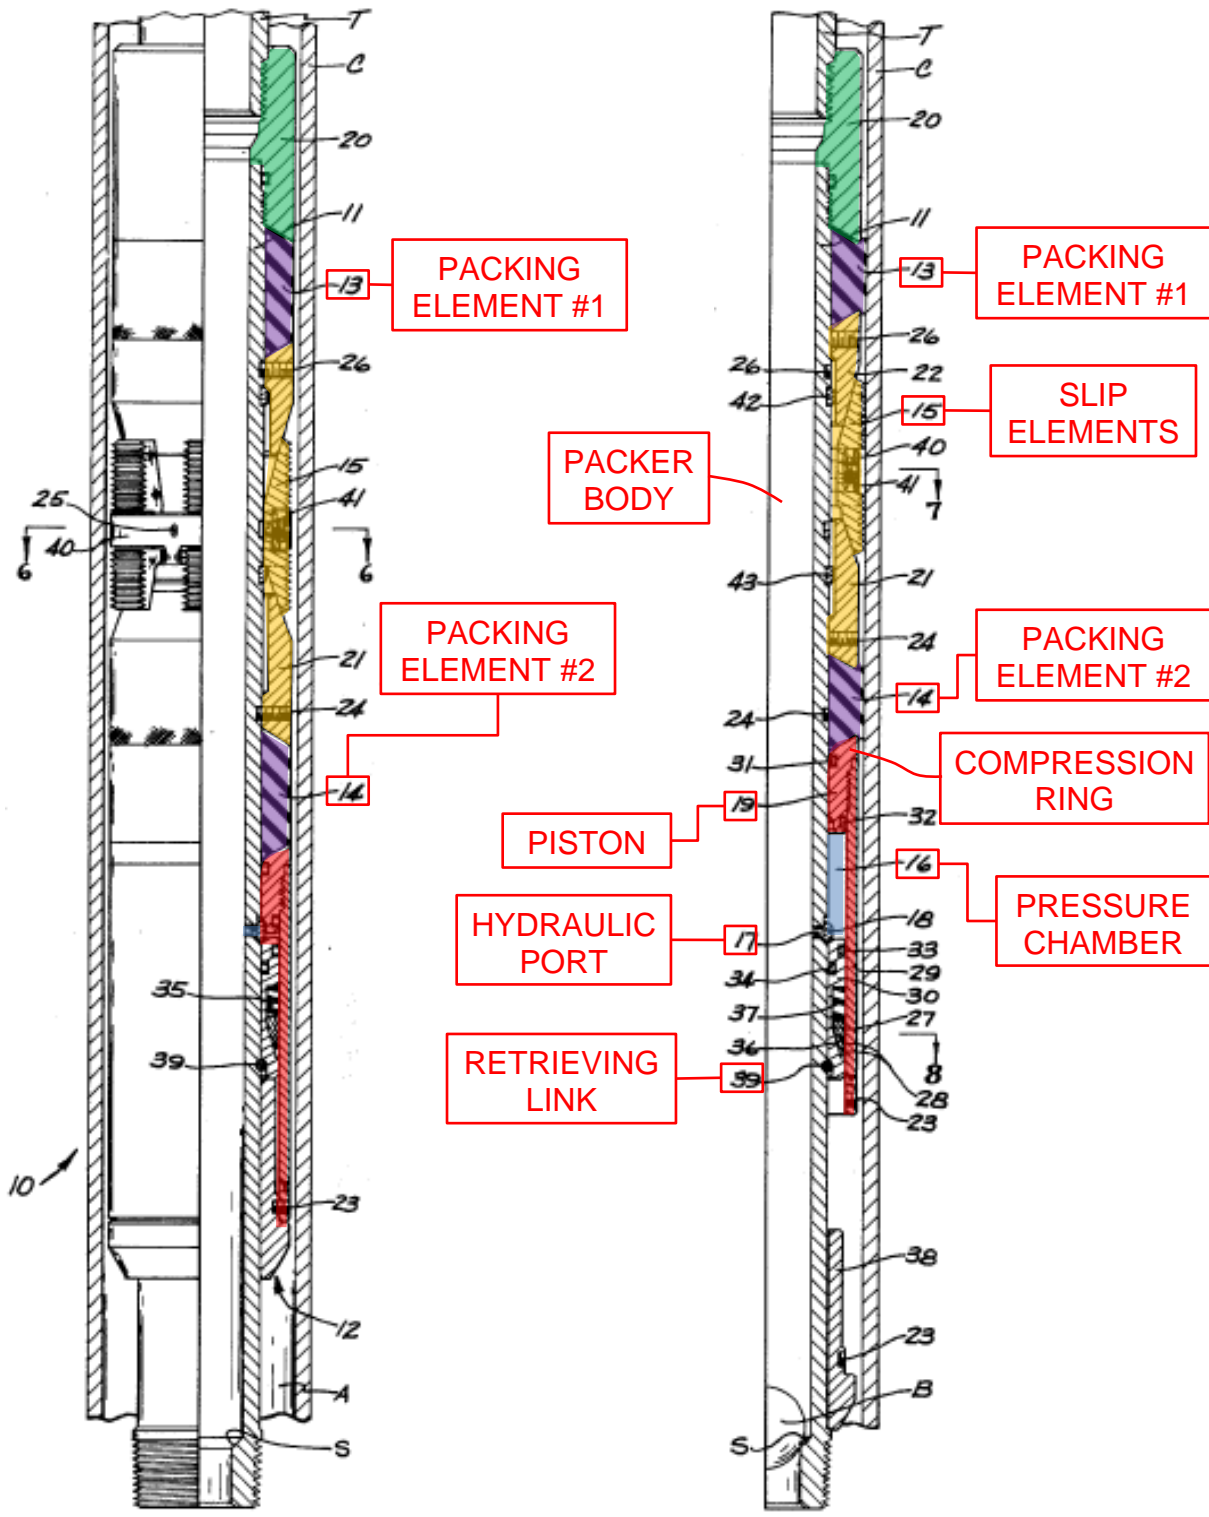 T
C
20
11
13
PACKING
ELEMENT #1
26
15
41
25
40
6
6
PACKING
ELEMENT #2
21
24
14
35
39
10
23
12
A
S
T
C
20
11
13
PACKING
ELEMENT #1
26
26
22
42
15
SLIP
ELEMENTS
40
PACKER
BODY
41
7
43
21
24
PACKING
ELEMENT #2
14
24
31
COMPRESSION
RING
19
PISTON
32
16
PRESSURE
CHAMBER
HYDRAULIC
PORT
17
18
33
34
29
30
37
27
36
8
RETRIEVING
LINK
39
28
23
38
23
B
S